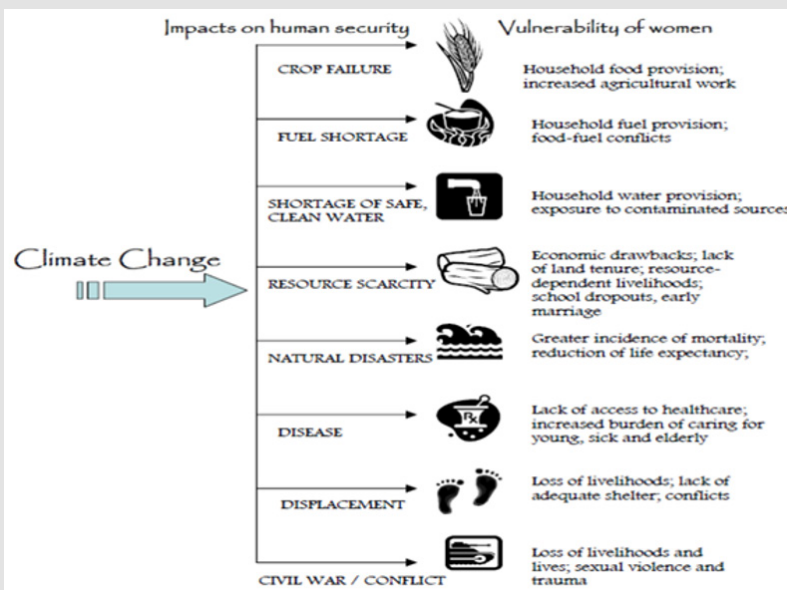 Impacts on human security
Vulnerability of women
CROP FAILURE
Household food provision;
increased agricultural work
FUEL SHORTAGE
Household fuel provision;
food-fuel conflicts
SHORTAGE OF SAFE,
CLEAN WATER
Household water provision;
exposure to contaminated sources
Climate Change
RESOURCE SCARCITY
Economic drawbacks; lack
of land tenure; resource-
dependent livelihoods;
school dropouts, early
marriage
NATURAL DISASTERS
Greater incidence of mortality;
reduction of life expectancy;
DISEASE
Rx
Lack of access to healthcare;
increased burden of caring for
young, sick and elderly
DISPLACEMENT
Loss of livelihoods; lack of
adequate shelter; conflicts
CIVIL WAR / CONFLICT
Loss of livelihoods and
lives; sexual violence and
trauma